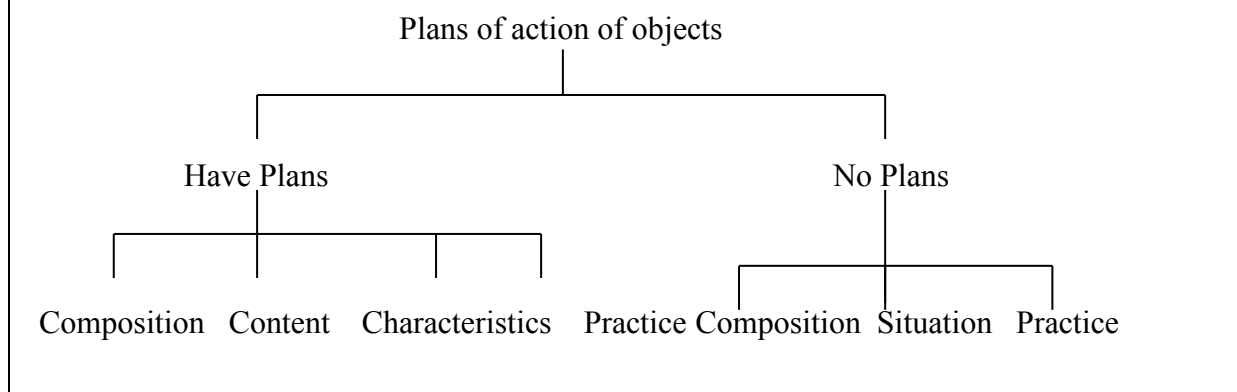 Plans of action of objects
Have Plans No Plans
Composition Content Characteristics Practice Composition Situation Practice